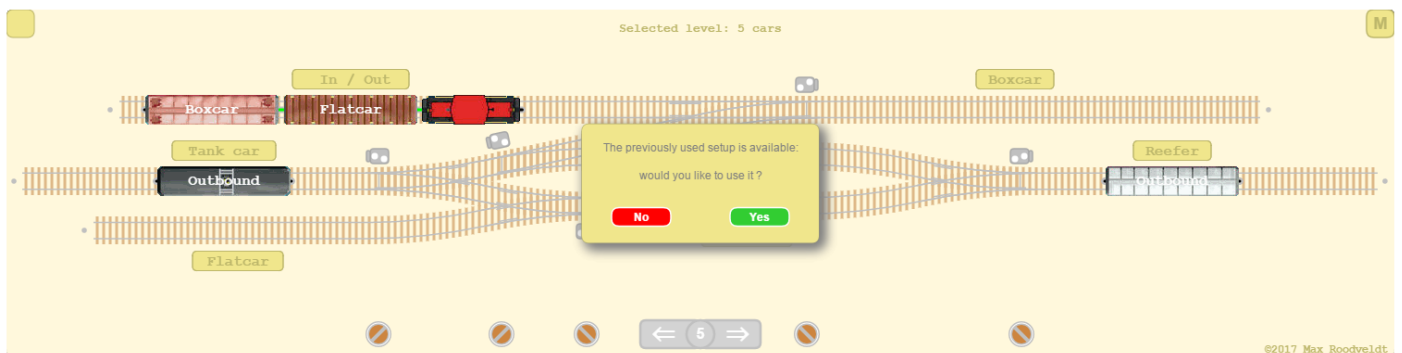 Selected level: 5 cars
M
In / Out
Boxcar
Boxcar
Flatcar
Tank car
Reefer
The previously used setup is available:
would you like to use it ?
Outbound
Outbound
No
Yes
Flatcar
5
©2017 Max Roodveldt